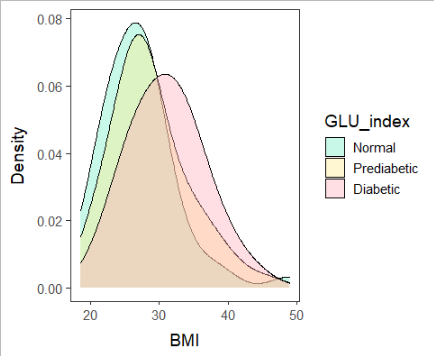 0.08
0.06
0.04
0.02
0.00
Density
20 30 40 50
BMI
GLU_index
Normal
Prediabetic
Diabetic